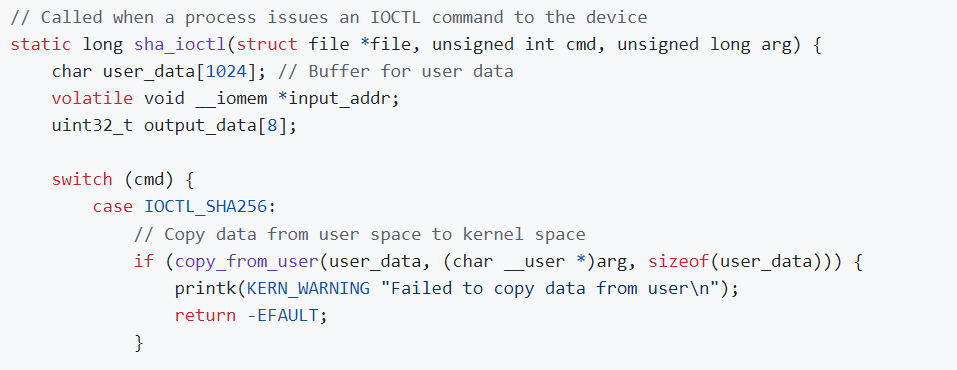 // Called when a process issues an IOCTL command to the device
static long sha_ioctl(struct file *file, unsigned int cmd, unsigned long arg) {
    char user_data[1024]; // Buffer for user data
    volatile void __iomem *input_addr;
    uint32_t output_data[8];

    switch (cmd) {
        case IOCTL_SHA256:
            // Copy data from user space to kernel space
            if (copy_from_user(user_data, (char __user *)arg, sizeof(user_data))) {
                printk(KERN_WARNING "Failed to copy data from user\n");
                return -EFAULT;
            }